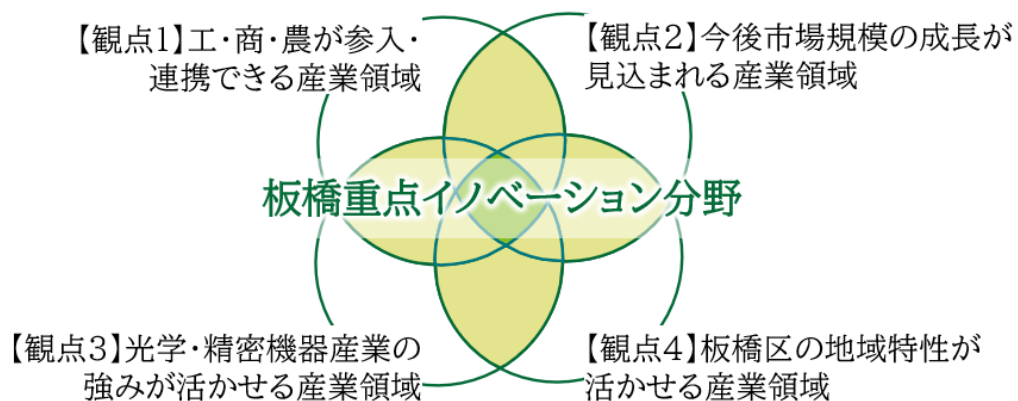 【観点1】工・商・農が参入・
連携できる産業領域
【観点2】今後市場規模の成長が
見込まれる産業領域
板橋重点イノベーション分野
【観点3】光学・精密機器産業の
強みが活かせる産業領域
【観点4】板橋区の地域特性が
活かせる産業領域